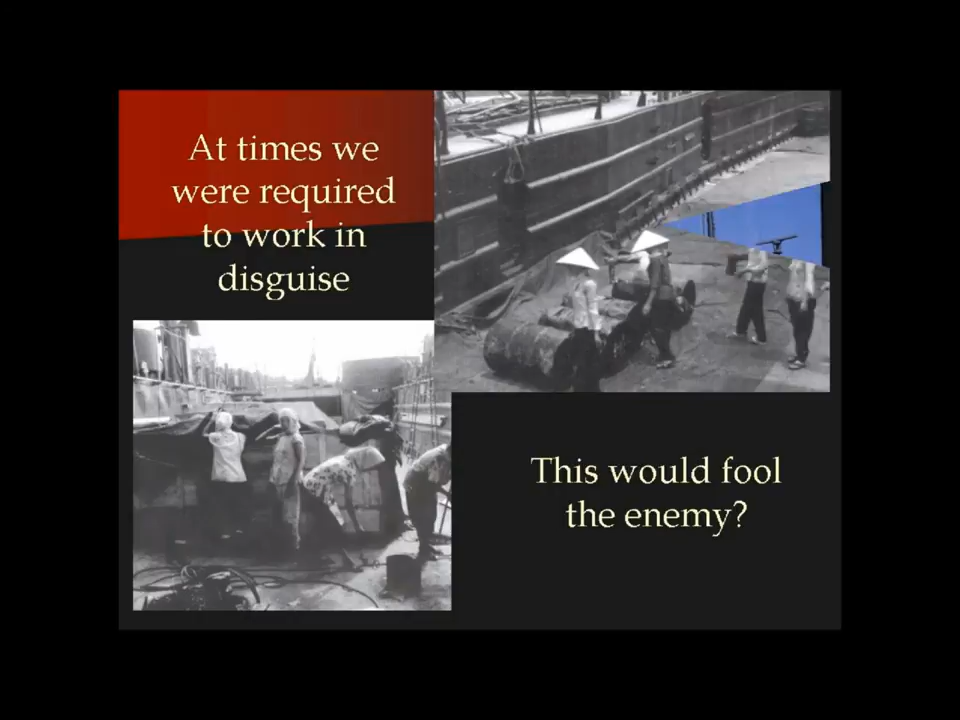 At times we
were required
to work in
disguise
This would fool
the enemy?